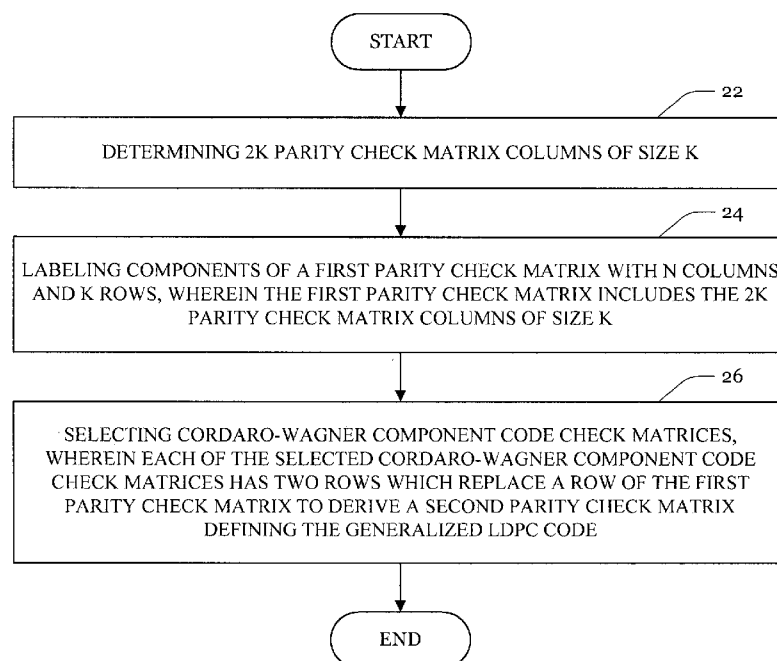 START
22
DETERMINING 2K PARITY CHECK MATRIX COLUMNS OF SIZE K
24
LABELING COMPONENTS OF A FIRST PARITY CHECK MATRIX WITH N COLUMNS
AND K ROWS, WHEREIN THE FIRST PARITY CHECK MATRIX INCLUDES THE 2K
PARITY CHECK MATRIX COLUMNS OF SIZE K
26
SELECTING CORDARO-WAGNER COMPONENT CODE CHECK MATRICES,
WHEREIN EACH OF THE SELECTED CORDARO-WAGNER COMPONENT CODE
CHECK MATRICES HAS TWO ROWS WHICH REPLACE A ROW OF THE FIRST
PARITY CHECK MATRIX TO DERIVE A SECOND PARITY CHECK MATRIX
DEFINING THE GENERALIZED LDPC CODE
END